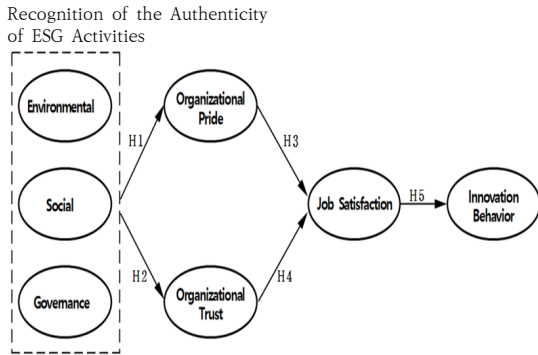 Recognition of the Authenticity
of ESG Activities
Environmental
Social
Governance
H1
H2
Organizational
Pride
Organizational
Trust
H3
H4
Job Satisfaction
H5
Innovation
Behavior